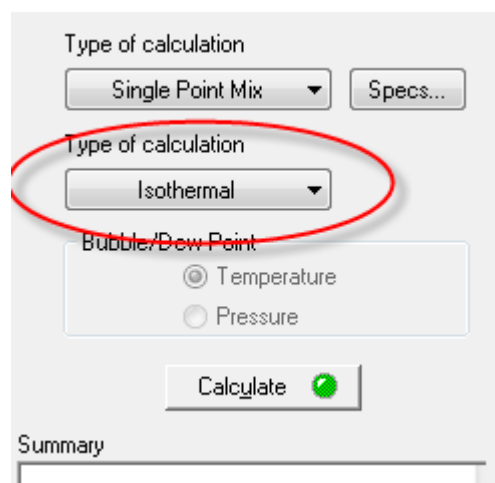 Type of calculation
Single Point Mix Specs...
Type of calculation
Isothermal
Bubble/Dew Point
Temperature
Pressure
Calculate
Summary